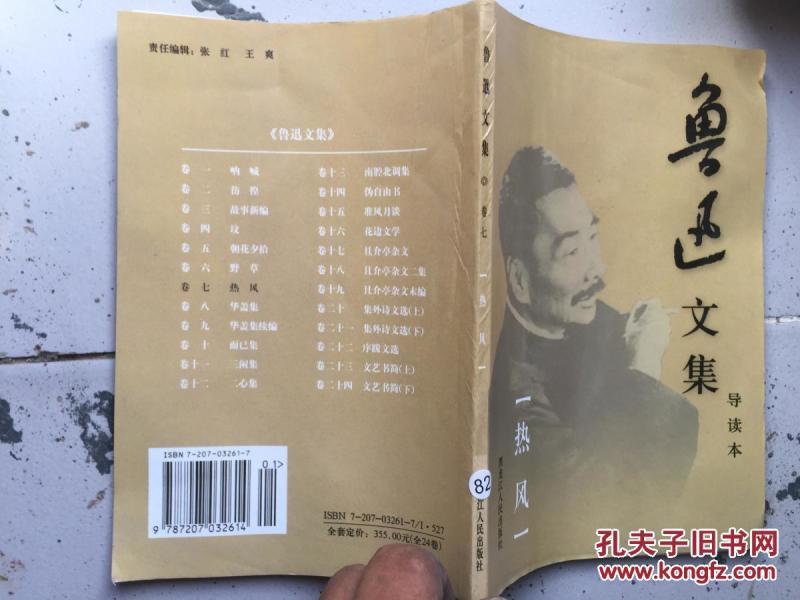 责任编辑：张 红 王 爽
《鲁迅文集》
卷 一 呐 喊
卷 二 彷 徨
卷 三 故事新编
卷 四 坟
卷 五 朝花夕拾
卷 六 野 草
卷 七 热 风
卷 八 华盖集
卷 九 华盖集续编
卷 十 而已集
卷十一 三闲集
卷十二 二心集
卷十三 南腔北调集
卷十四 伪自由书
卷十五 准风月谈
卷十六 花边文学
卷十七 且介亭杂文
卷十八 且介亭杂文二集
卷十九 且介亭杂文末编
卷二十 集外诗文选(上)
卷二十一 集外诗文选(下)
卷二十二 序跋文选
卷二十三 文艺书简(上)
卷二十四 文艺书简(下)
ISBN 7-207-03261-7
01>
9 787207 032614
ISBN 7-207-03261-7/I·527
全套定价：355.00元(全24卷)
鲁迅文集 卷七
[热风]
82
江人民出版社
鲁迅
文集
导读本
[热风]
黑龙江人民出版社
孔夫子旧书网
www.kongfz.com